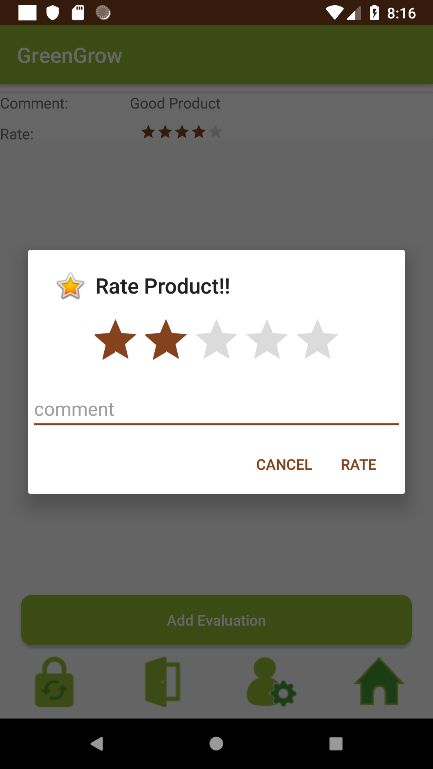 8:16
GreenGrow
Comment: Good Product
Rate:
Rate Product!!
comment
CANCEL RATE
Add Evaluation